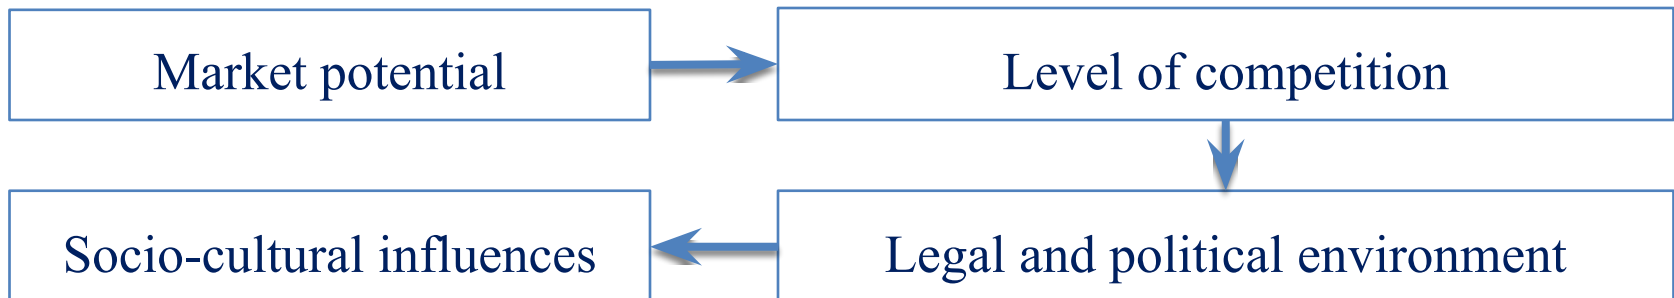 Market potential
Level of competition
Legal and political environment
Socio-cultural influences